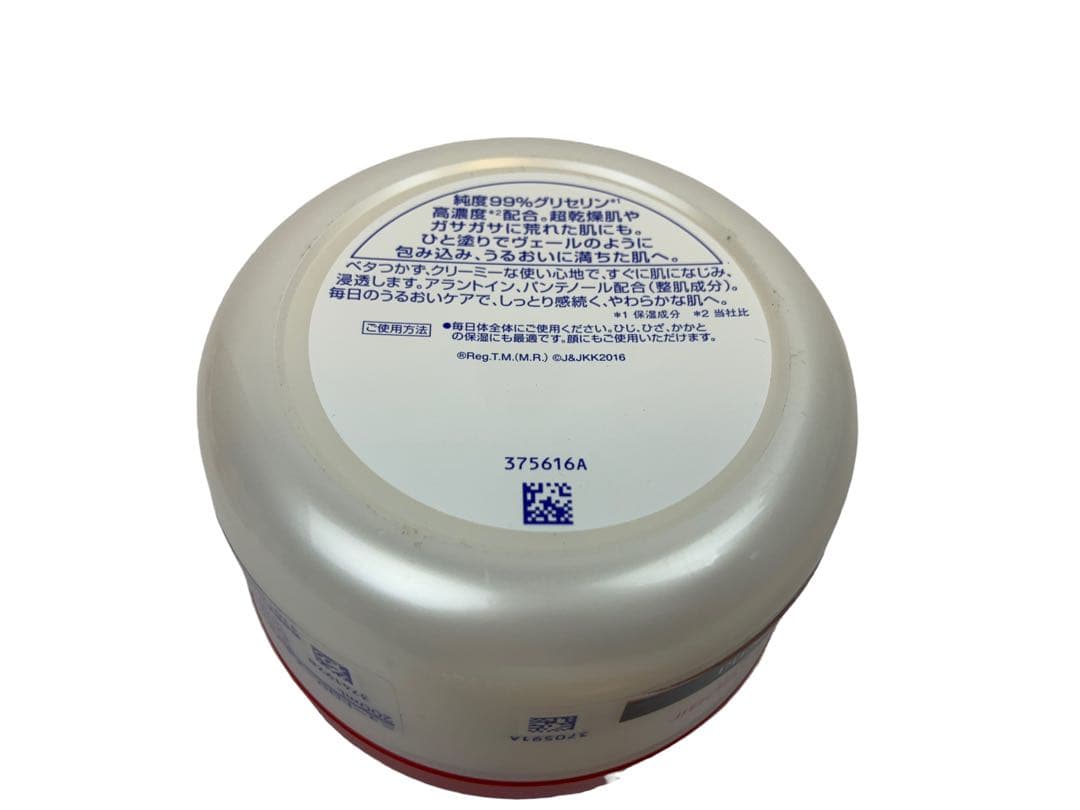 純度99%グリセリン*1
高濃度*2配合。超乾燥肌や
ガサガサに荒れた肌にも。
ひと塗りでヴェールのように
包み込み、うるおいに満ちた肌へ。
ベタつかず、クリーミーな使い心地で、すぐに肌になじみ、
浸透します。アラントイン、パンテノール配合(整肌成分)。
毎日のうるおいケアで、しっとり感続く、やわらかな肌へ。
*1 保湿成分 *2 当社比
ご使用方法 ●毎日体全体にご使用ください。ひじ、ひざ、かかと
の保湿にも最適です。顔にもご使用いただけます。
®Reg.T.M.(M.R.) ©J&JKK2016
375616A
370591A
200mL